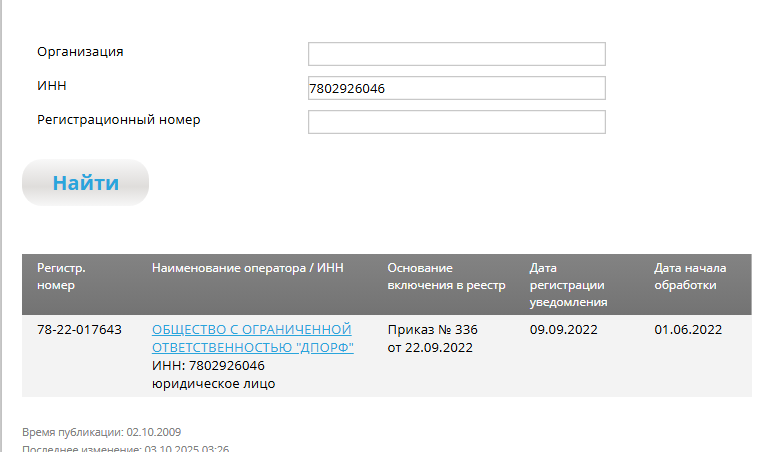 Организация
ИНН
7802926046
Регистрационный номер
Найти
Регистр. номер
Наименование оператора / ИНН
Основание включения в реестр
Дата регистрации уведомления
Дата начала обработки
78-22-017643
ОБЩЕСТВО С ОГРАНИЧЕННОЙ
ОТВЕТСТВЕННОСТЬЮ "ДПОРФ"
ИНН: 7802926046
юридическое лицо
Приказ № 336
от 22.09.2022
09.09.2022
01.06.2022
Время публикации: 02.10.2009
Последнее изменение: 03.10.2025 03:26